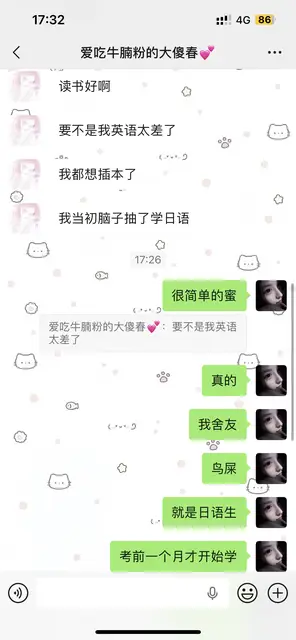 17:32
4G
86
爱吃牛腩粉的大傻春💕
读书好啊
要不是我英语太差了
我都想插本了
我当初脑子抽了学日语
17:26
很简单的蜜
爱吃牛腩粉的大傻春💕：要不是我英语
太差了
真的
我舍友
鸟屎
就是日语生
考前一个月才开始学